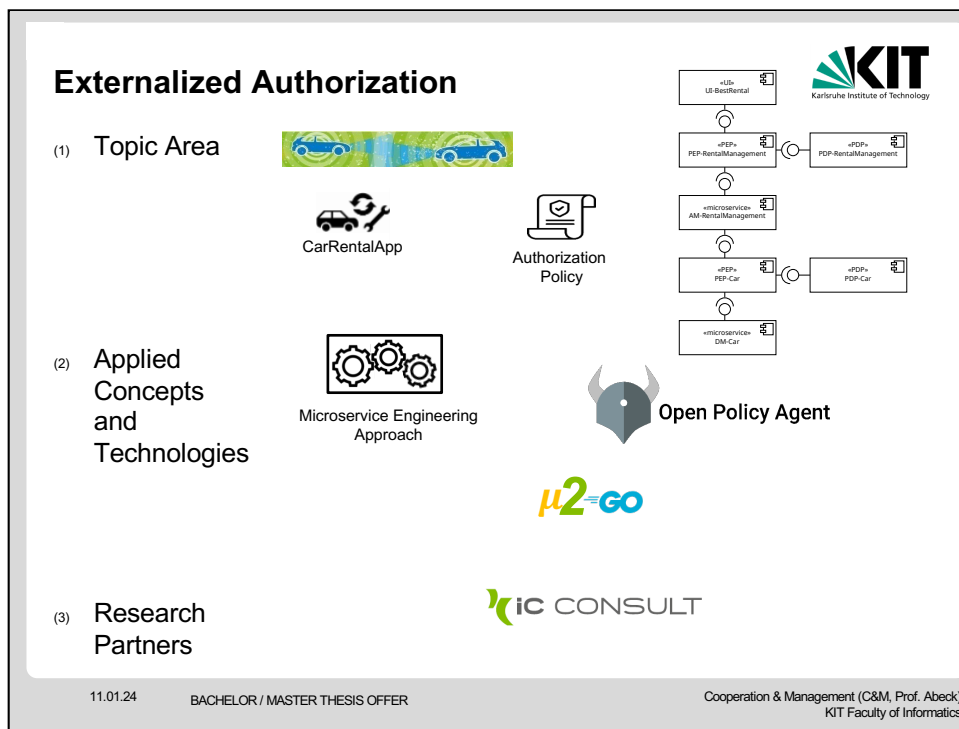 Externalized Authorization
KIT
Karlsruhe Institute of Technology
«UI»
UI-BestRental
«PEP»
PEP-RentalManagement
«PDP»
PDP-RentalManagement
«microservice»
AM-RentalManagement
«PEP»
PEP-Car
«PDP»
PDP-Car
«microservice»
DM-Car
(1) Topic Area
CarRentalApp
Authorization
Policy
(2) Applied
Concepts
and
Technologies
Microservice Engineering
Approach
Open Policy Agent
μ2GO
(3) Research
Partners
iC CONSULT
11.01.24
BACHELOR / MASTER THESIS OFFER
Cooperation & Management (C&M, Prof. Abeck)
KIT Faculty of Informatics